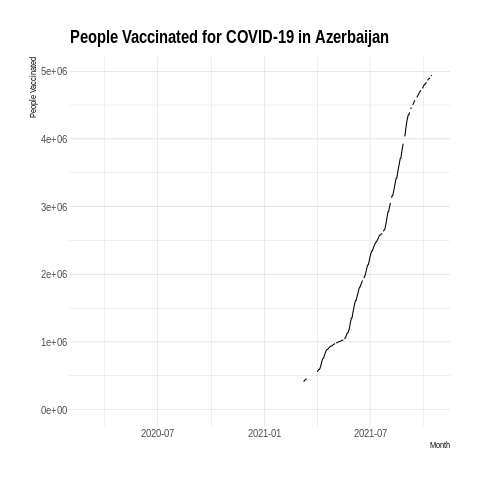 People Vaccinated for COVID-19 in Azerbaijan
People Vaccinated
5e+06
4e+06
3e+06
2e+06
1e+06
0e+00
2020-07 2021-01 2021-07
Month